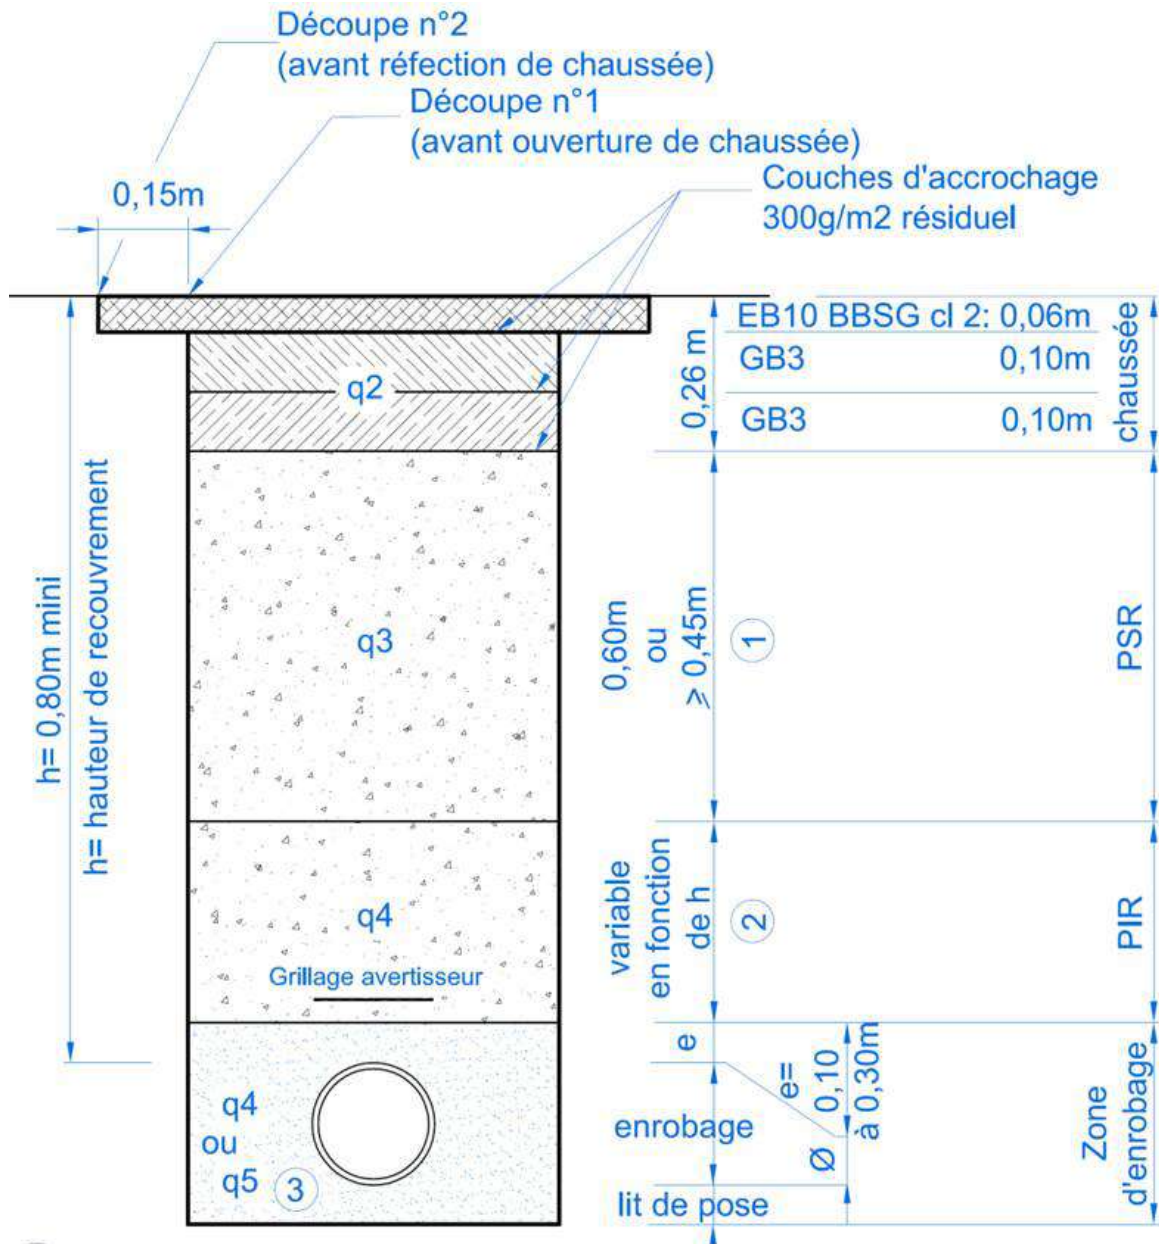 Découpe n°2
(avant réfection de chaussée)
Découpe n°1
(avant ouverture de chaussée)
Couches d'accrochage
300g/m2 résiduel
0,15m
EB10 BBSG cl 2: 0,06m
GB3 0,10m
GB3 0,10m
0,26 m
chaussée
q2
h= 0,80m mini
h= hauteur de recouvrement
q3
0,60m
ou
⩾ 0,45m
1
PSR
q4
Grillage avertisseur
variable
en fonction
de h
2
PIR
q4
ou
q5
3
e
enrobage
lit de pose
e=
0,10
à 0,30m
Ø
Zone
d'enrobage